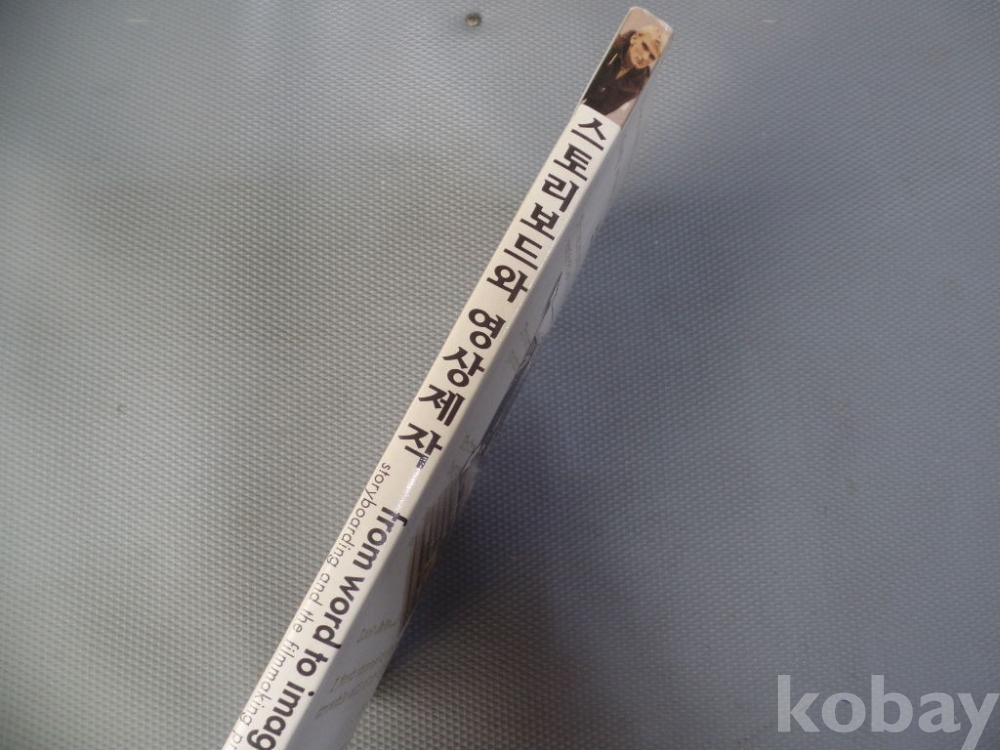 스토리보드와 영상제작
from word to imag
storyboarding and the filmmaking pr
kobay